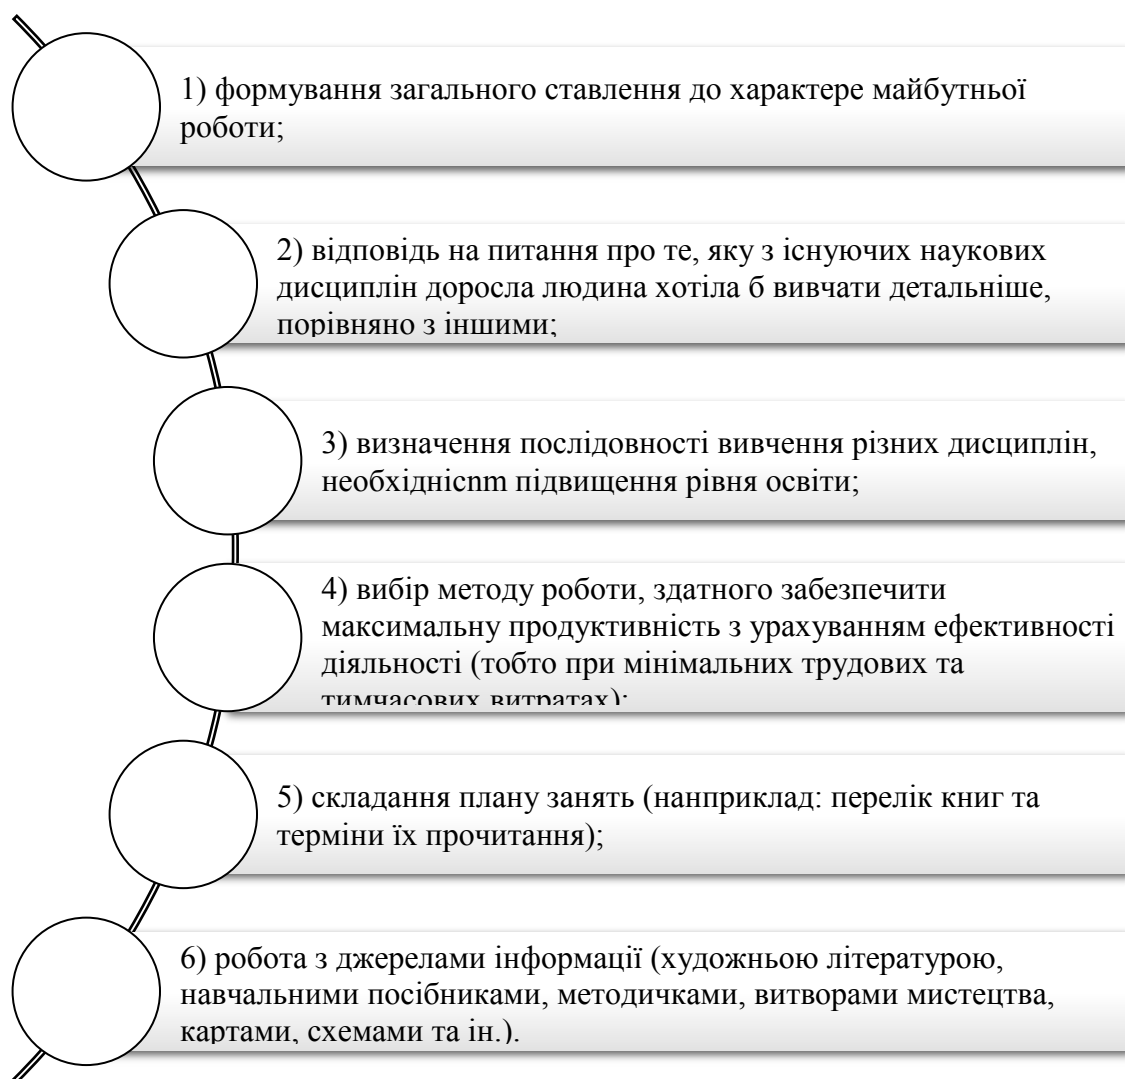 1) формування загального ставлення до характере майбутньої
роботи;
2) відповідь на питання про те, яку з існуючих наукових
дисциплін доросла людина хотіла б вивчати детальніше,
порівняно з іншими;
3) визначення послідовності вивчення різних дисциплін,
необхідніcnm підвищення рівня освіти;
4) вибір методу роботи, здатного забезпечити
максимальну продуктивність з урахуванням ефективності
діяльності (тобто при мінімальних трудових та
тимчасових витратах);
5) складання плану занять (нанприклад: перелік книг та
терміни їх прочитання);
6) робота з джерелами інформації (художньою літературою,
навчальними посібниками, методичками, витворами мистецтва,
картами, схемами та ін.).